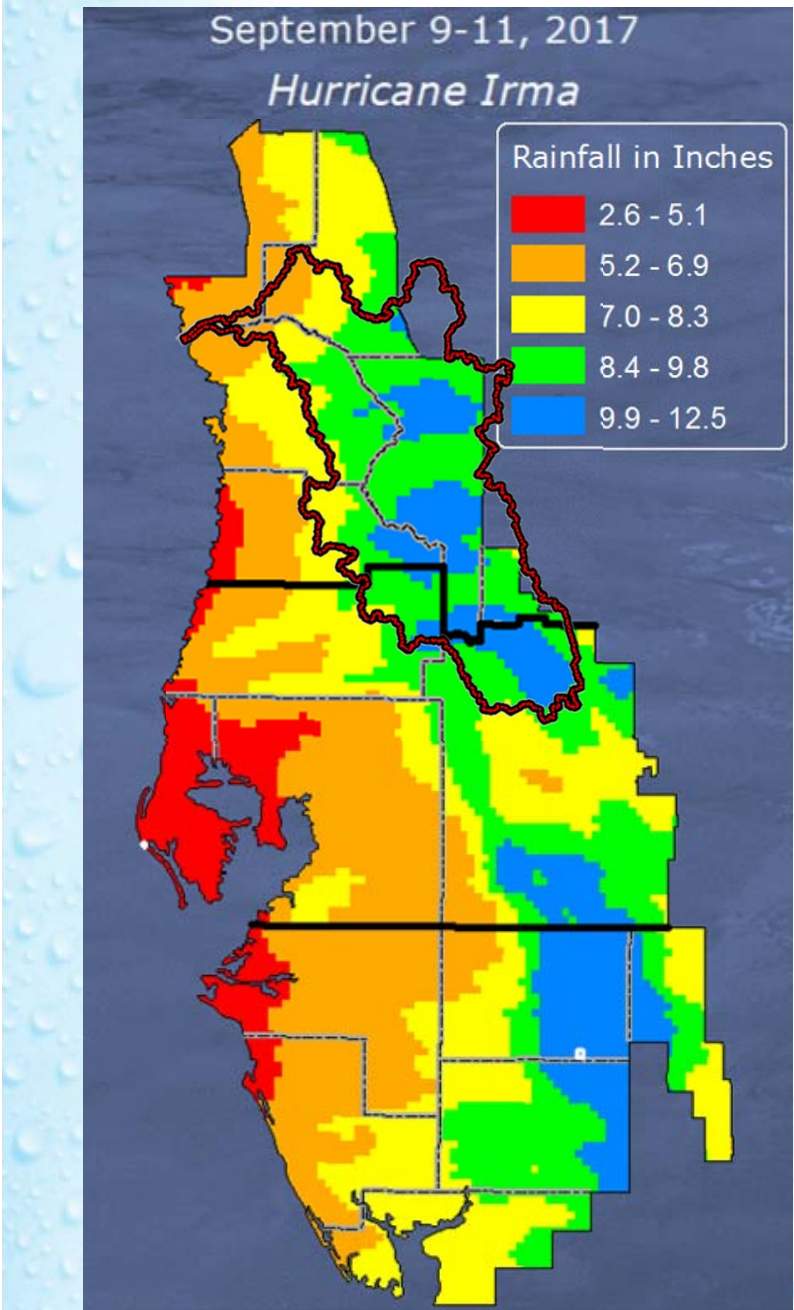 September 9-11, 2017
Hurricane Irma
Rainfall in Inches
2.6 - 5.1
5.2 - 6.9
7.0 - 8.3
8.4 - 9.8
9.9 - 12.5